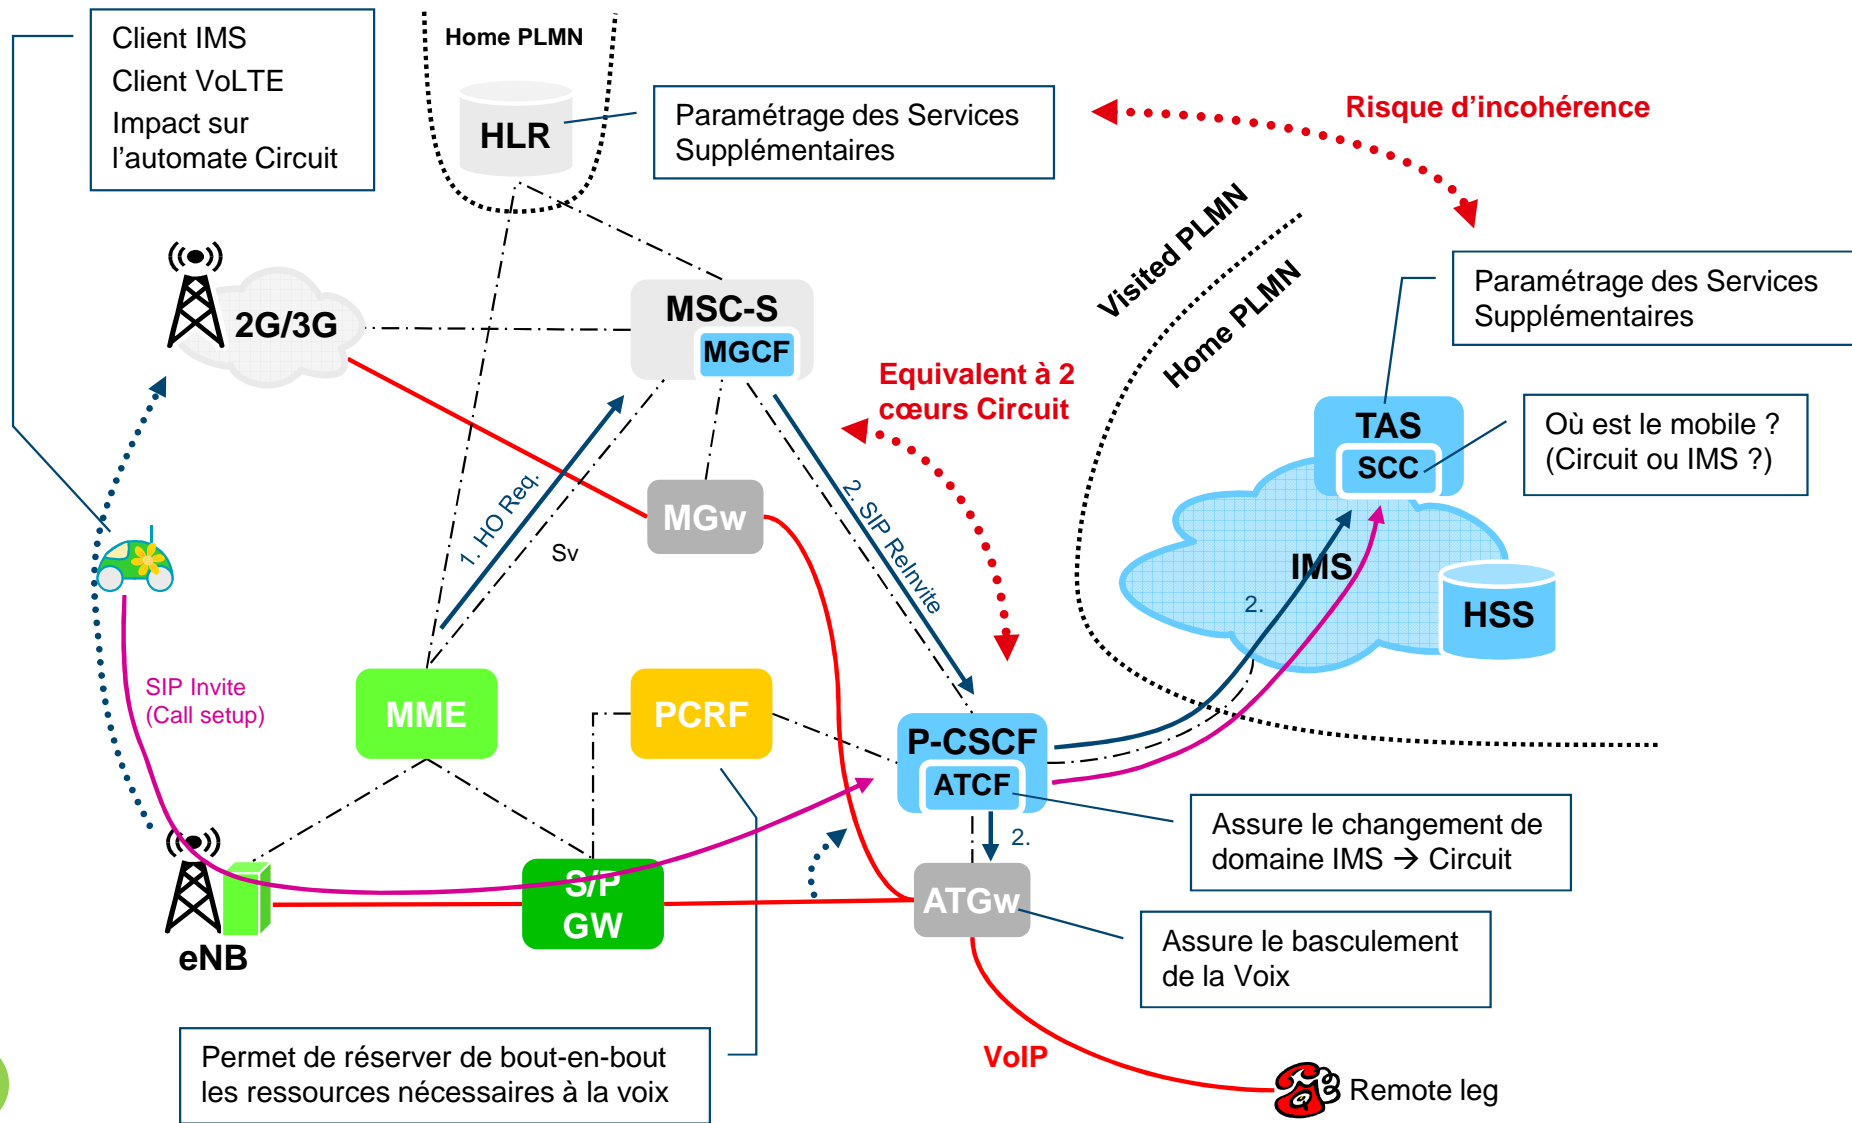 Client IMS
Client VoLTE
Impact sur
l'automate Circuit
Home PLMN
HLR
Paramétrage des Services
Supplémentaires
Risque d'incohérence
Visited PLMN
Home PLMN
Paramétrage des Services
Supplémentaires
2G/3G
MSC-S
MGCF
Equivalent à 2
cœurs Circuit
TAS
SCC
Où est le mobile ?
(Circuit ou IMS ?)
MGw
1. HO Req.
Sv
2. SIP ReInvite
IMS
2.
HSS
SIP Invite
(Call setup)
MME
PCRF
P-CSCF
ATCF
2.
Assure le changement de
domaine IMS → Circuit
S/P
GW
ATGw
eNB
Assure le basculement
de la Voix
Permet de réserver de bout-en-bout
les ressources nécessaires à la voix
VoIP
Remote leg